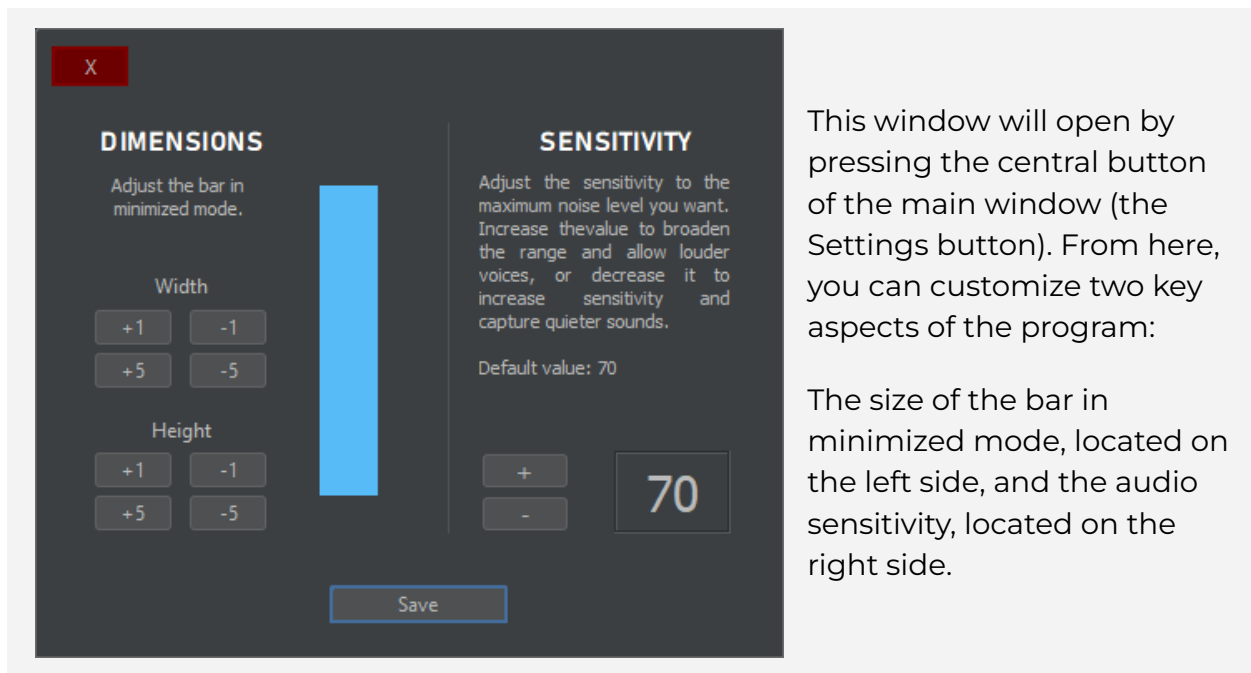 X
DIMENSIONS
Adjust the bar in
minimized mode.
Width
+1 -1
+5 -5
Height
+1 -1
+5 -5
SENSITIVITY
Adjust the sensitivity to the
maximum noise level you want.
Increase thevalue to broaden
the range and allow louder
voices, or decrease it to
increase sensitivity and
capture quieter sounds.
Default value: 70
+
-
70
Save
This window will open by
pressing the central button
of the main window (the
Settings button). From here,
you can customize two key
aspects of the program:
The size of the bar in
minimized mode, located on
the left side, and the audio
sensitivity, located on the
right side.